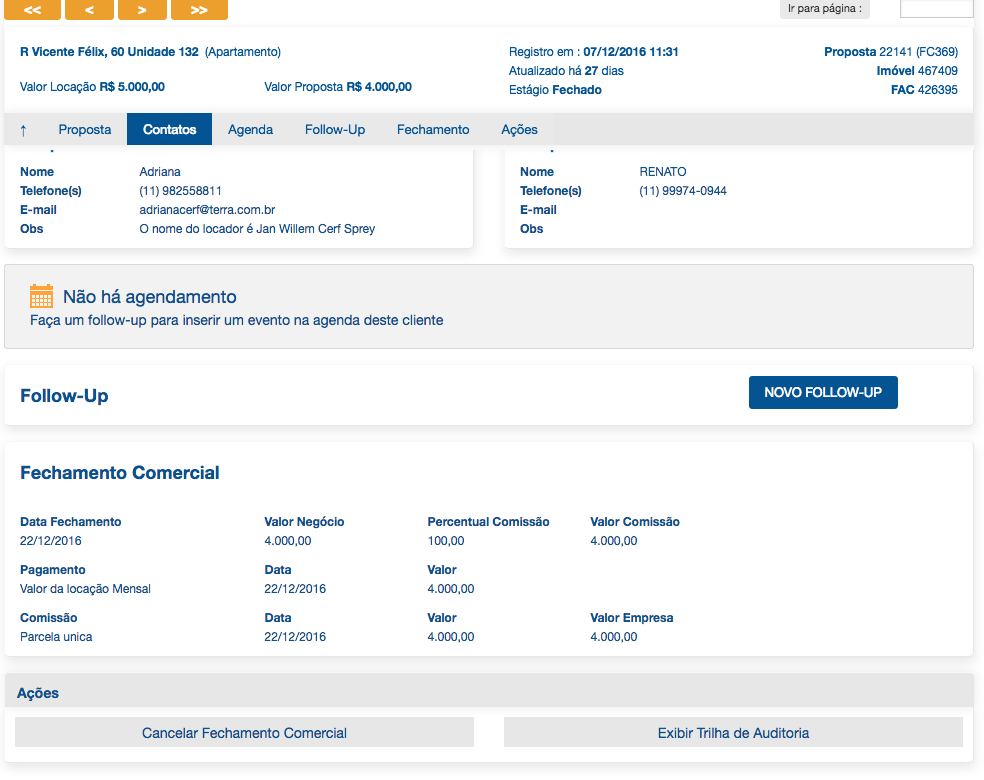 << < > >> Ir para página :
R Vicente Félix, 60 Unidade 132 (Apartamento) Registro em : 07/12/2016 11:31 Proposta 22141 (FC369)
Atualizado há 27 dias Imóvel 467409
Valor Locação R$ 5.000,00 Valor Proposta R$ 4.000,00 Estágio Fechado FAC 426395
↑ Proposta Contatos Agenda Follow-Up Fechamento Ações
Nome Adriana
Telefone(s) (11) 982558811
E-mail adrianacerf@terra.com.br
Obs O nome do locador é Jan Willem Cerf Sprey
Nome RENATO
Telefone(s) (11) 99974-0944
E-mail
Obs
Não há agendamento
Faça um follow-up para inserir um evento na agenda deste cliente
Follow-Up NOVO FOLLOW-UP
Fechamento Comercial
Data Fechamento Valor Negócio Percentual Comissão Valor Comissão
22/12/2016 4.000,00 100,00 4.000,00
Pagamento Data Valor
Valor da locação Mensal 22/12/2016 4.000,00
Comissão Data Valor Valor Empresa
Parcela unica 22/12/2016 4.000,00 4.000,00
Ações
Cancelar Fechamento Comercial Exibir Trilha de Auditoria